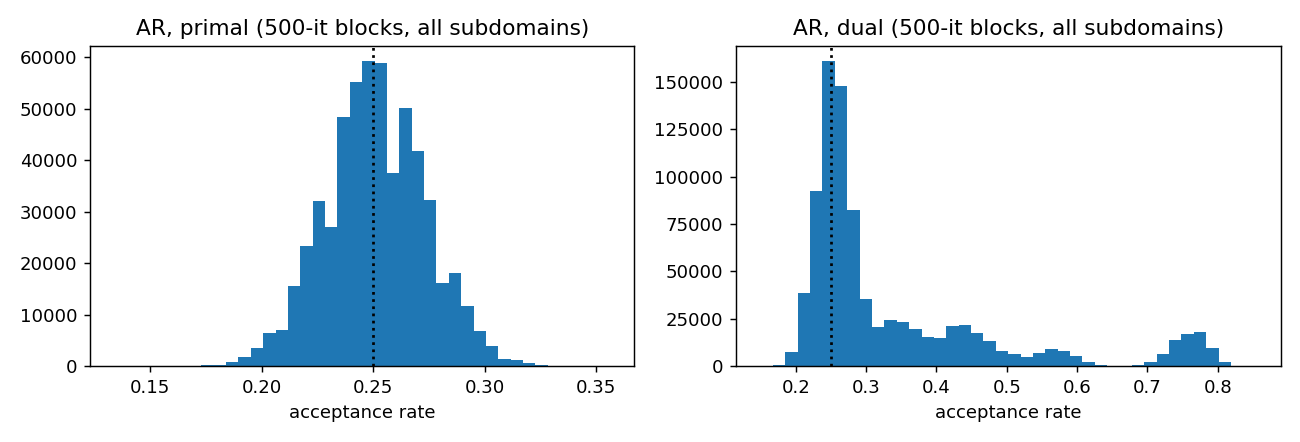 AR, primal (500-it blocks, all subdomains)
60000
50000
40000
30000
20000
10000
0
0.15 0.20 0.25 0.30 0.35
acceptance rate
AR, dual (500-it blocks, all subdomains)
150000
125000
100000
75000
50000
25000
0
0.2 0.3 0.4 0.5 0.6 0.7 0.8
acceptance rate